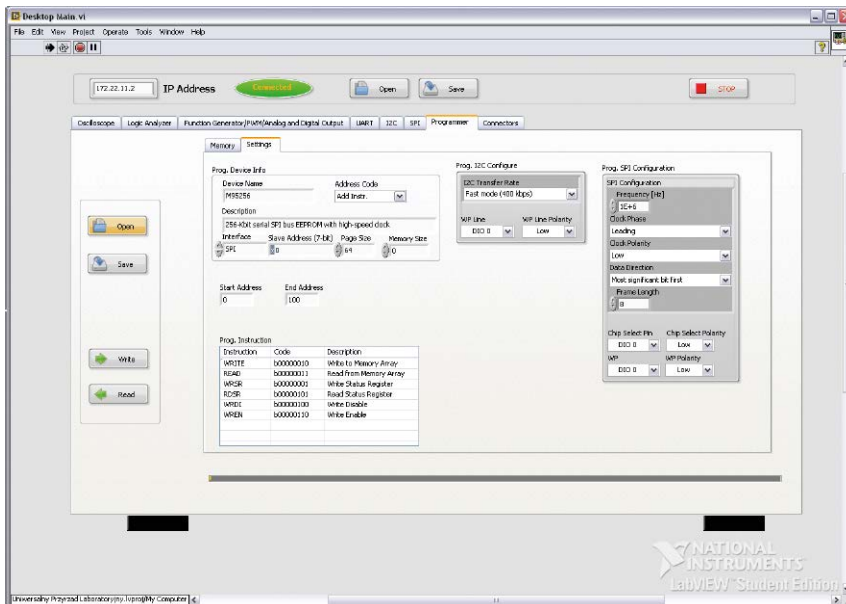 Desktop Main.vi
File Edit View Project Operate Tools Window Help
172.22.11.2 IP Address Connected Open Save STOP
Oscilloscope Logic Analyzer Function Generator/PWM/Analog and Digital Output UART I2C SPI Programmer Connectors
Memory Settings
Prog. Device Info
Device Name Address Code
M95256 Add Instr.
Description
256-Kbit serial SPI bus EEPROM with high-speed clock
Interface Slave Address (7-bit) Page Size Memory Size
SPI 0 64 0
Start Address End Address
0 100
Prog. Instruction
Instruction Code Description
WRITE b00000010 Write to Memory Array
READ b00000011 Read from Memory Array
WRSR b00000001 Write Status Register
RDSR b00000101 Read Status Register
WRDI b00000100 Write Disable
WREN b00000110 Write Enable
Open
Save
Write
Read
Prog. I2C Configure
I2C Transfer Rate
Fast mode (400 kbps)
WP Line WP Line Polarity
DIO 0 Low
Prog. SPI Configuration
SPI Configuration
Frequency [Hz]
1E+6
Clock Phase
Leading
Clock Polarity
Low
Data Direction
Most significant bit first
Frame Length
8
Chip Select Pin Chip Select Polarity
DIO 0 Low
WP WP Polarity
DIO 0 Low
NATIONAL
INSTRUMENTS
LabVIEW Student Edition
Uniwersalny Przyrzad Laboratoryjny.lvproj/My Computer